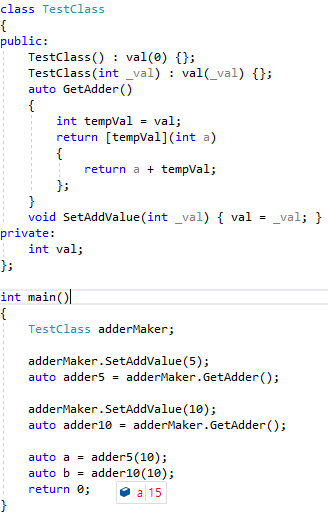 class TestClass
{
public:
    TestClass() : val(0) {};
    TestClass(int _val) : val(_val) {};
    auto GetAdder()
    {
        int tempVal = val;
        return [tempVal](int a)
        {
            return a + tempVal;
        };
    }
    void SetAddValue(int _val) { val = _val; }
private:
    int val;
};
int main()
{
    TestClass adderMaker;
    adderMaker.SetAddValue(5);
    auto adder5 = adderMaker.GetAdder();
    adderMaker.SetAddValue(10);
    auto adder10 = adderMaker.GetAdder();
    auto a = adder5(10);
    auto b = adder10(10);
    return 0;
a 15
}